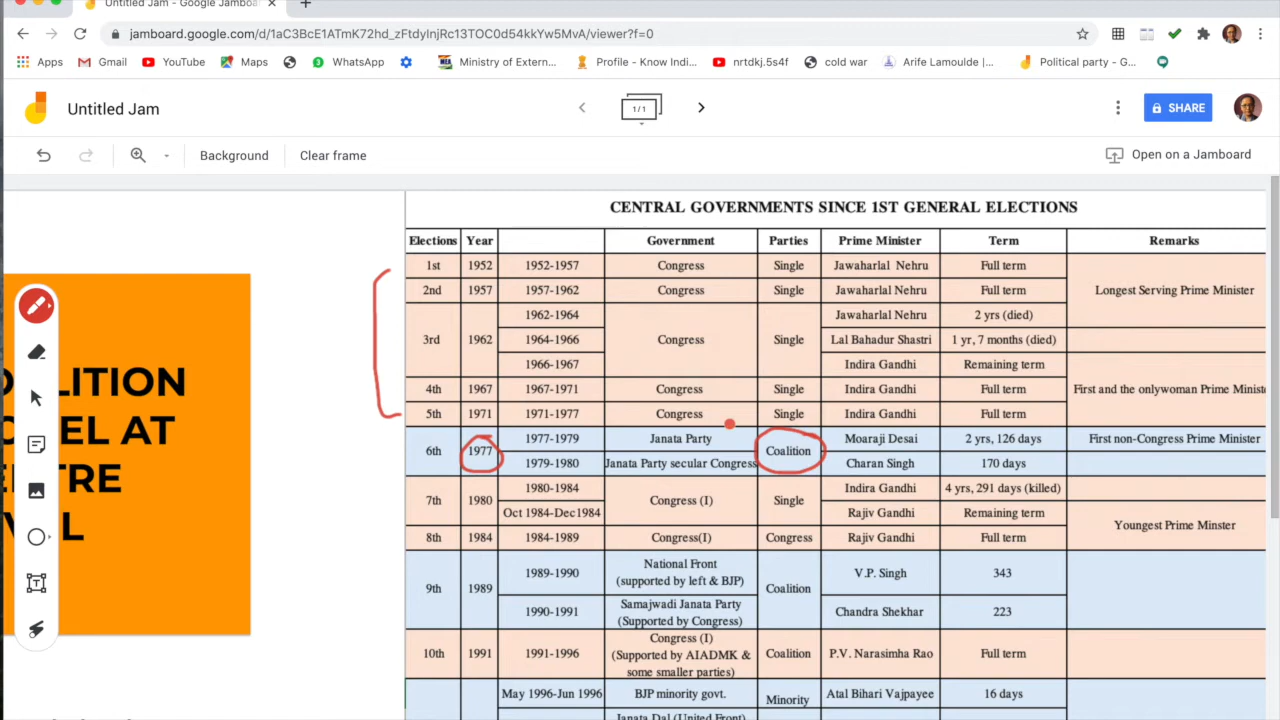 Untitled Jam - Google Jamboa
jamboard.google.com/d/1aC3BcE1ATmK72hd_zFtdyInjRc13TOC0d54kkYw5MvA/viewer?f=0
Apps Gmail YouTube Maps WhatsApp Ministry of Extern... Profile - Know Indi... nrtdkj.5s4f cold war Arife Lamoulde |... Political party - G...
Untitled Jam 1/1 SHARE
Background Clear frame Open on a Jamboard
OLITION
EL AT
TRE
L
CENTRAL GOVERNMENTS SINCE 1ST GENERAL ELECTIONS
Elections Year Government Parties Prime Minister Term Remarks
1st 1952 1952-1957 Congress Single Jawaharlal Nehru Full term
2nd 1957 1957-1962 Congress Single Jawaharlal Nehru Full term Longest Serving Prime Minister
1962-1964 Jawaharlal Nehru 2 yrs (died)
3rd 1962 1964-1966 Congress Single Lal Bahadur Shastri 1 yr, 7 months (died)
1966-1967 Indira Gandhi Remaining term
4th 1967 1967-1971 Congress Single Indira Gandhi Full term First and the onlywoman Prime Minist
5th 1971 1971-1977 Congress Single Indira Gandhi Full term
6th 1977 1977-1979 Janata Party Coalition Moaraji Desai 2 yrs, 126 days First non-Congress Prime Minister
1979-1980 Janata Party secular Congress Charan Singh 170 days
7th 1980 1980-1984 Congress (I) Single Indira Gandhi 4 yrs, 291 days (killed)
Oct 1984-Dec1984 Rajiv Gandhi Remaining term Youngest Prime Minster
8th 1984 1984-1989 Congress(I) Congress Rajiv Gandhi Full term
9th 1989 1989-1990 National Front (supported by left & BJP) Coalition V.P. Singh 343
1990-1991 Samajwadi Janata Party (Supported by Congress) Chandra Shekhar 223
10th 1991 1991-1996 Congress (I) (Supported by AIADMK & some smaller parties) Coalition P.V. Narasimha Rao Full term
May 1996-Jun 1996 BJP minority govt. Minority Atal Bihari Vajpayee 16 days
Janata Dal (United Front)